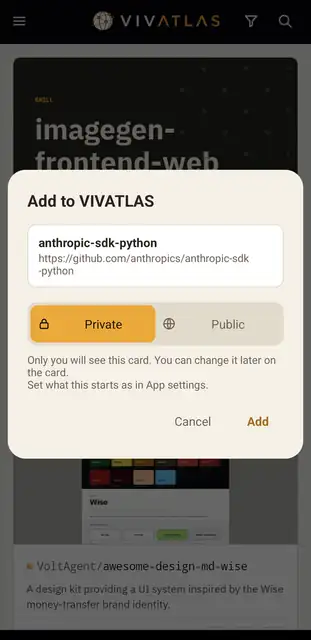 VIVATLAS
SKILL
imagegen-
frontend-web
Add to VIVATLAS
anthropic-sdk-python
https://github.com/anthropics/anthropic-sdk
-python
Private
Public
Only you will see this card. You can change it later on
the card.
Set what this starts as in App settings.
Cancel
Add
Wise
VoltAgent/awesome-design-md-wise
A design kit providing a UI system inspired by the Wise
money-transfer brand identity.